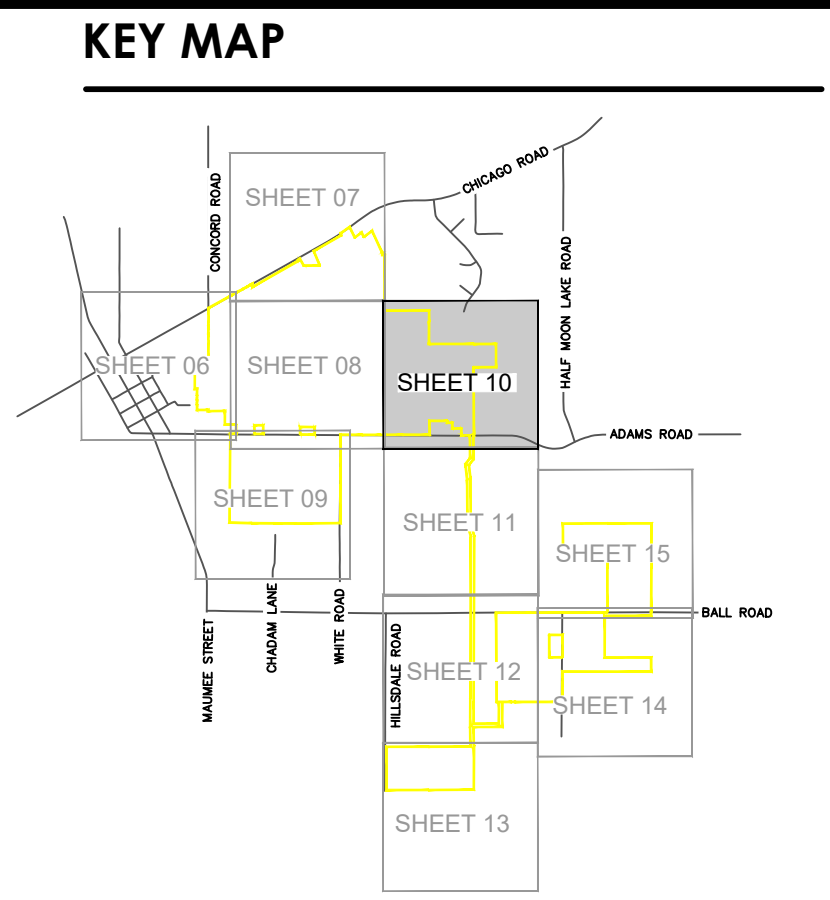 KEY MAP
CHICAGO ROAD
CONCORD ROAD
SHEET 07
HALF MOON LAKE ROAD
SHEET 06
SHEET 08
SHEET 10
ADAMS ROAD
SHEET 09
SHEET 11
SHEET 15
BALL ROAD
MAUMEE STREET
CHADAM LANE
WHITE ROAD
HILLSDALE ROAD
SHEET 12
SHEET 14
SHEET 13